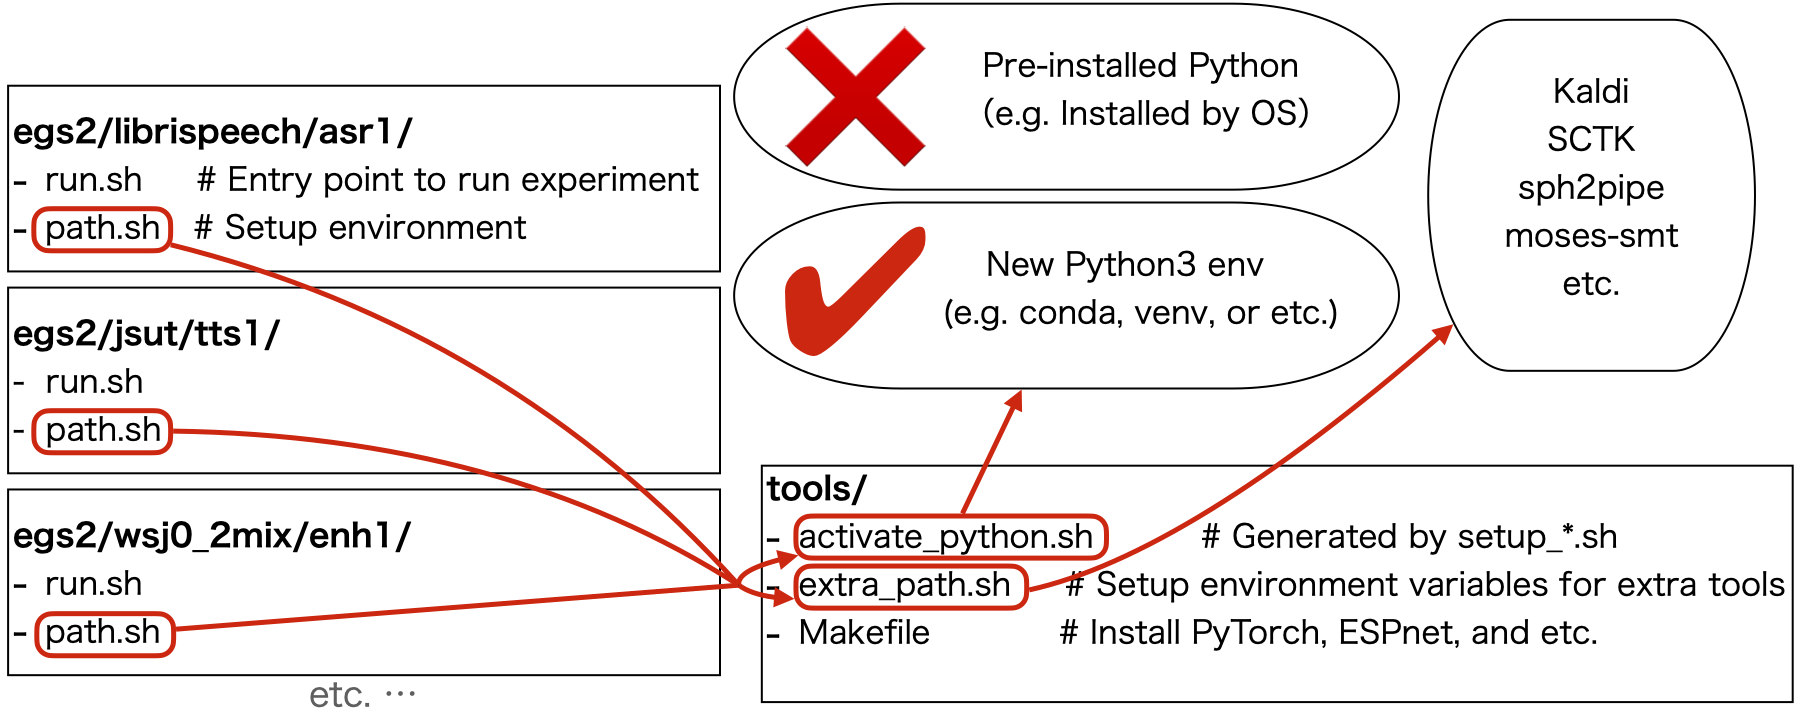 egs2/librispeech/asr1/
- run.sh # Entry point to run experiment
- path.sh # Setup environment
egs2/jsut/tts1/
- run.sh
- path.sh
egs2/wsj0_2mix/enh1/
- run.sh
- path.sh
etc. …
Pre-installed Python
(e.g. Installed by OS)
New Python3 env
(e.g. conda, venv, or etc.)
Kaldi
SCTK
sph2pipe
moses-smt
etc.
tools/
- activate_python.sh # Generated by setup_*.sh
- extra_path.sh # Setup environment variables for extra tools
- Makefile # Install PyTorch, ESPnet, and etc.